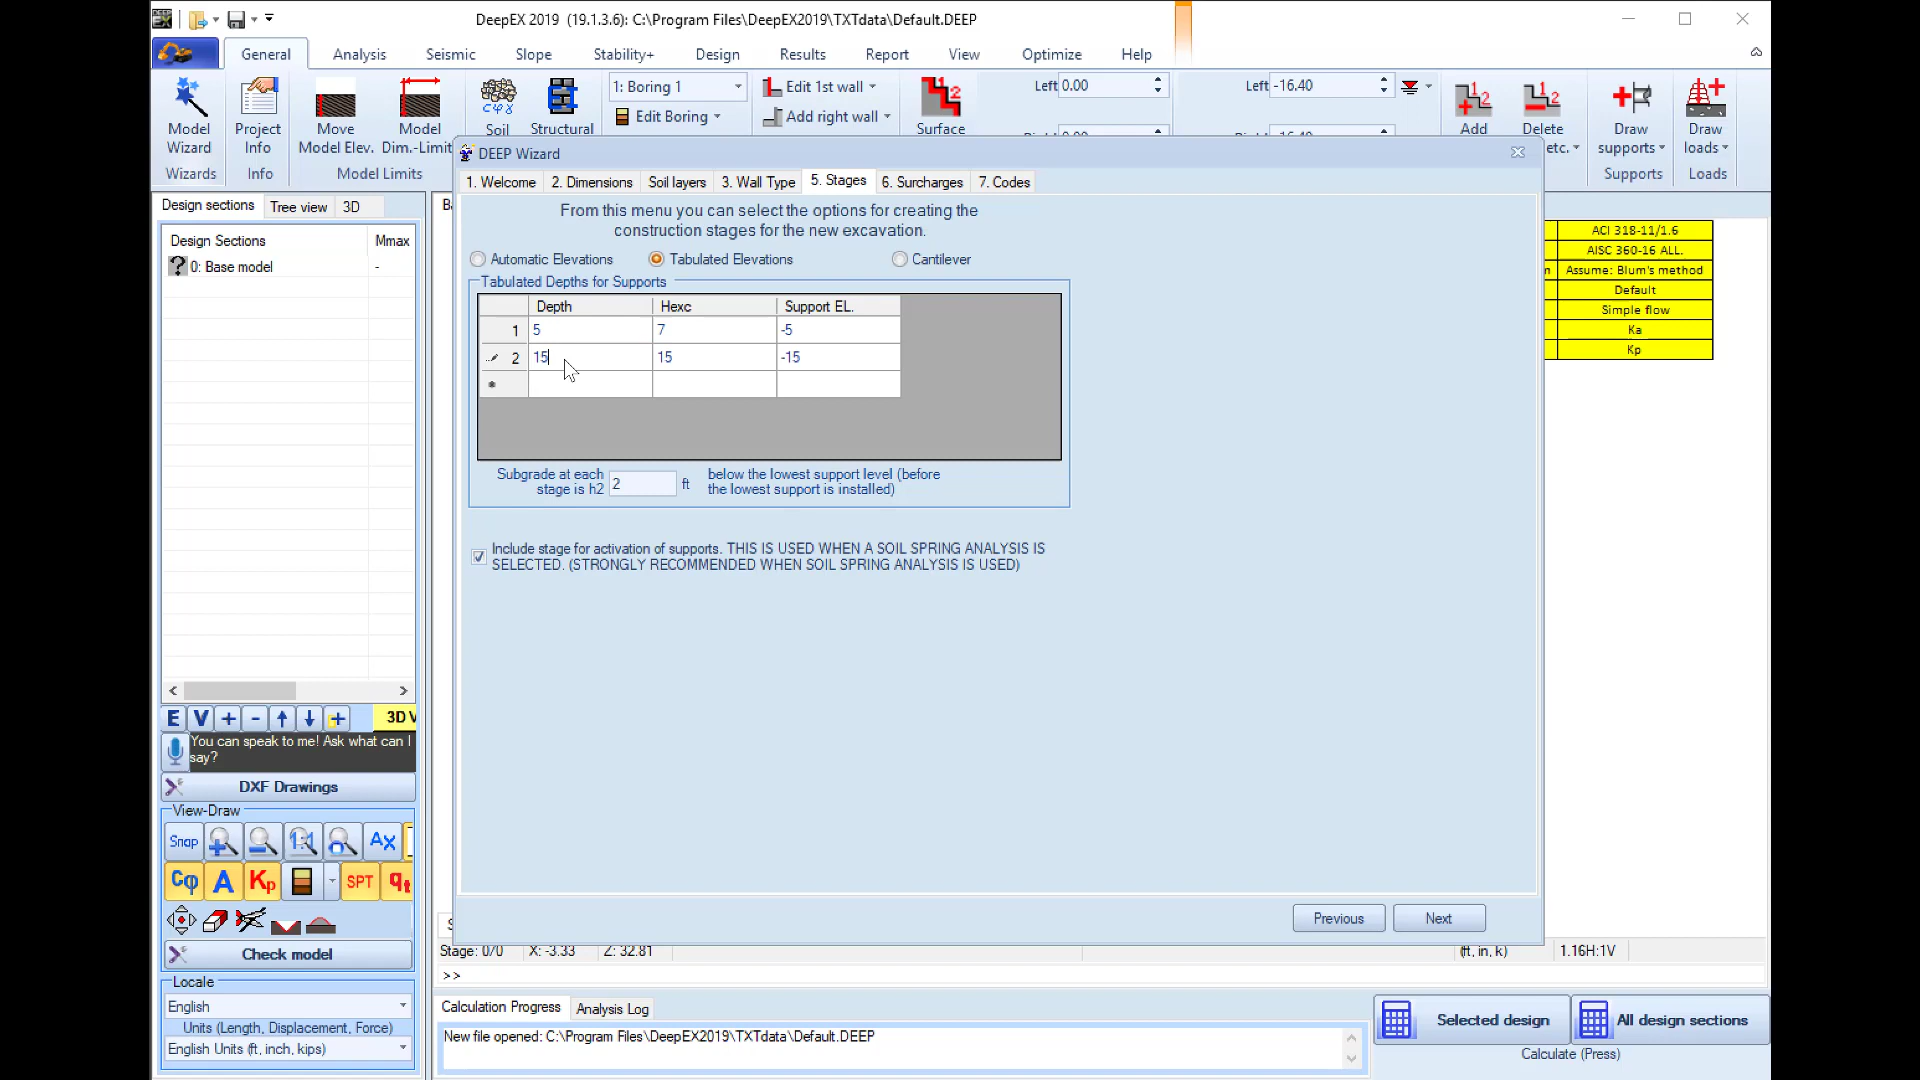 DeepEX 2019 (19.1.3.6): C:\Program Files\DeepEX2019\TXTdata\Default.DEEP
General Analysis Seismic Slope Stability+ Design Results Report View Optimize Help
Model Wizard
Project Info
Move Model Elev.
Model Dim.-Limit
Soil
Structural
1: Boring 1
Edit Boring
Edit 1st wall
Add right wall
Surface
Left 0.00
Left -16.40
Add
Delete
etc.
Draw supports
Draw loads
Wizards
Info
Model Limits
Supports
Loads
DEEP Wizard
1. Welcome 2. Dimensions Soil layers 3. Wall Type 5. Stages 6. Surcharges 7. Codes
From this menu you can select the options for creating the
construction stages for the new excavation.
Automatic Elevations Tabulated Elevations Cantilever
Tabulated Depths for Supports
Depth Hexc Support EL.
1 5 7 -5
2 15 15 -15
Subgrade at each
stage is h2 2 ft
below the lowest support level (before
the lowest support is installed)
Include stage for activation of supports. THIS IS USED WHEN A SOIL SPRING ANALYSIS IS
SELECTED. (STRONGLY RECOMMENDED WHEN SOIL SPRING ANALYSIS IS USED)
Previous Next
Design sections Tree view 3D
Design Sections Mmax
0: Base model -
E V + - 3D V
You can speak to me! Ask what can I
say?
DXF Drawings
View-Draw
Snap 1:1 Ax
Cφ A Kp SPT qt
Check model
Locale
English
Units (Length, Displacement, Force)
English Units (ft, inch, kips)
ACI 318-11/1.6
AISC 360-16 ALL.
Assume: Blum's method
Default
Simple flow
Ka
Kp
Stage: 0/0 X: -3.33 Z: 32.81 (ft, in, k) 1.16H:1V
>>
Calculation Progress Analysis Log
New file opened: C:\Program Files\DeepEX2019\TXTdata\Default.DEEP
Selected design
All design sections
Calculate (Press)